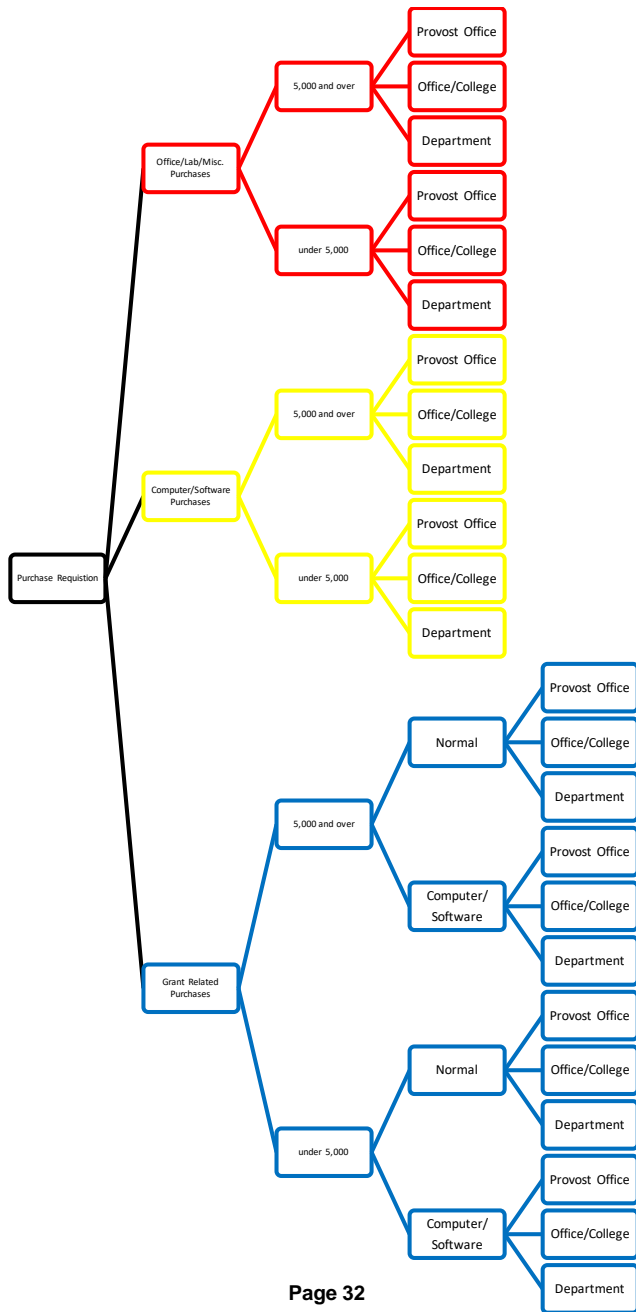 Purchase Requistion
Office/Lab/Misc.
Purchases
5,000 and over
Provost Office
Office/College
Department
under 5,000
Provost Office
Office/College
Department
Computer/Software
Purchases
5,000 and over
Provost Office
Office/College
Department
under 5,000
Provost Office
Office/College
Department
Grant Related
Purchases
5,000 and over
Normal
Provost Office
Office/College
Department
Computer/
Software
Provost Office
Office/College
Department
under 5,000
Normal
Provost Office
Office/College
Department
Computer/
Software
Provost Office
Office/College
Department
Page 32